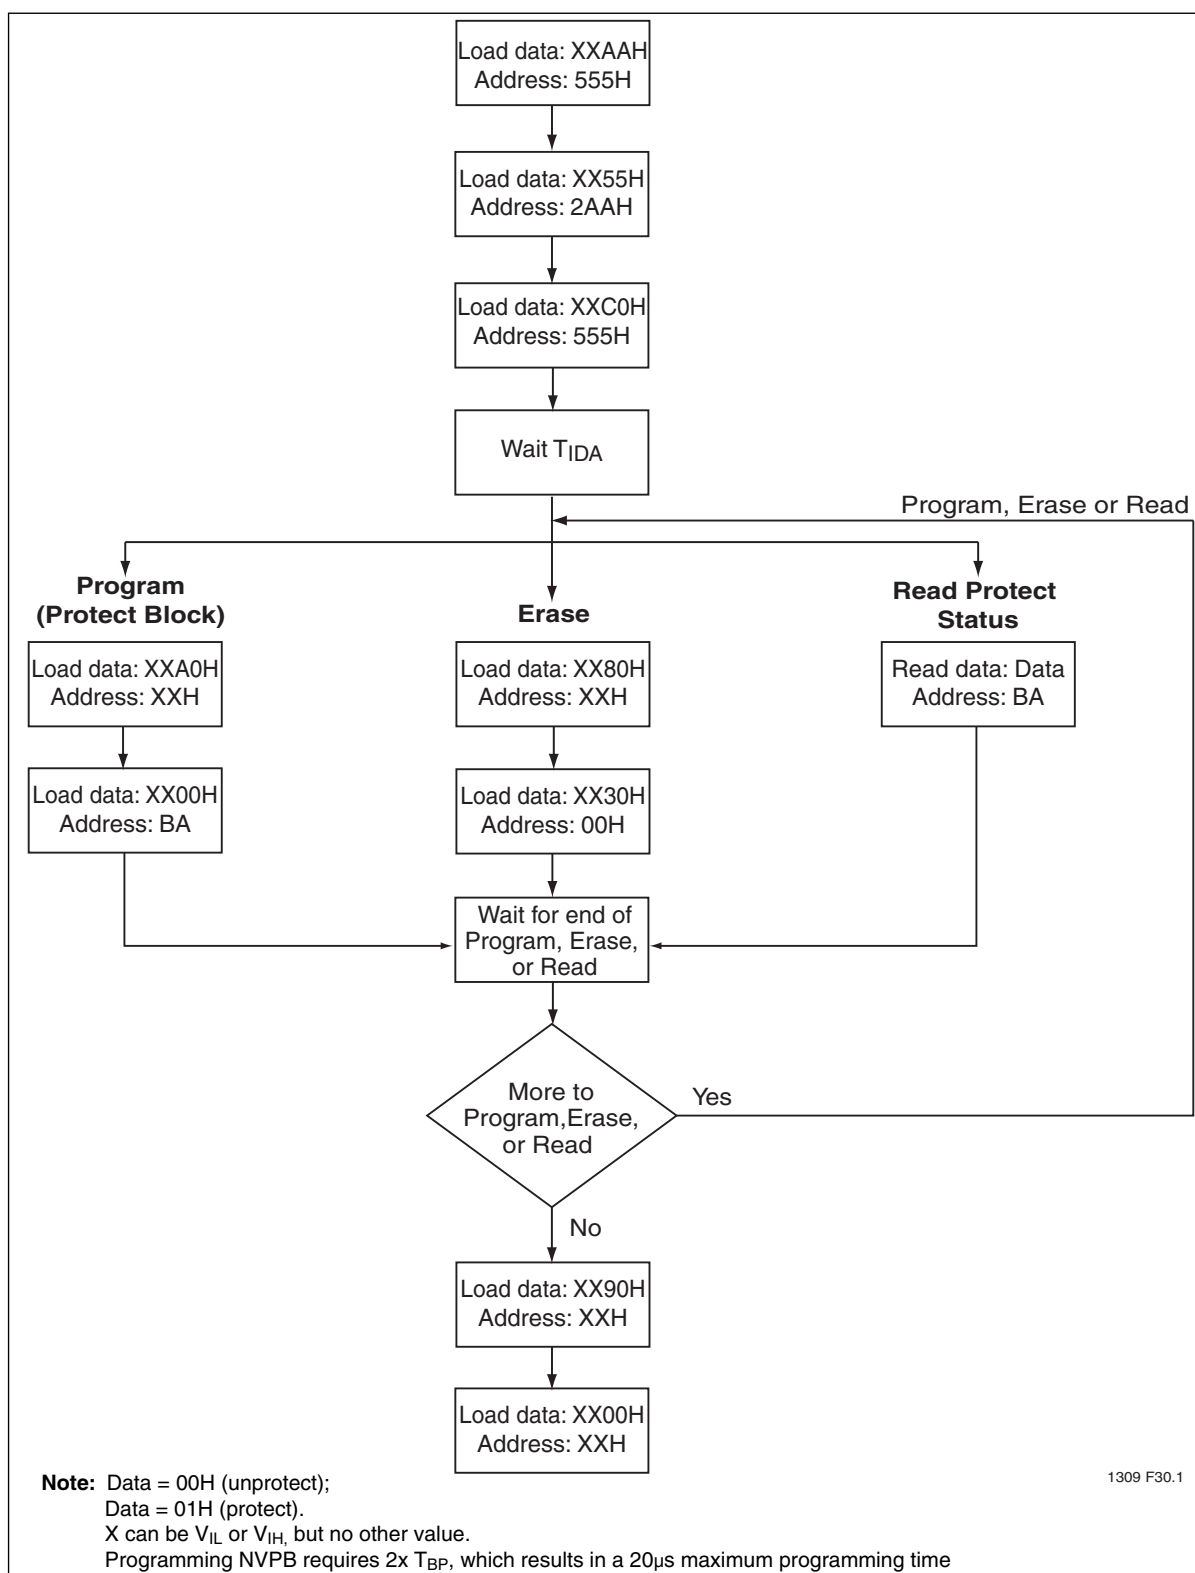 Load data: XXAAH
Address: 555H
Load data: XX55H
Address: 2AAH
Load data: XXC0H
Address: 555H
Wait TIDA
Program, Erase or Read
Program
(Protect Block)
Load data: XXA0H
Address: XXH
Load data: XX00H
Address: BA
Erase
Load data: XX80H
Address: XXH
Load data: XX30H
Address: 00H
Read Protect
Status
Read data: Data
Address: BA
Wait for end of
Program, Erase,
or Read
More to
Program,Erase,
or Read
Yes
No
Load data: XX90H
Address: XXH
Load data: XX00H
Address: XXH
1309 F30.1
Note: Data = 00H (unprotect);
Data = 01H (protect).
X can be VIL or VIH, but no other value.
Programming NVPB requires 2x TBP, which results in a 20µs maximum programming time